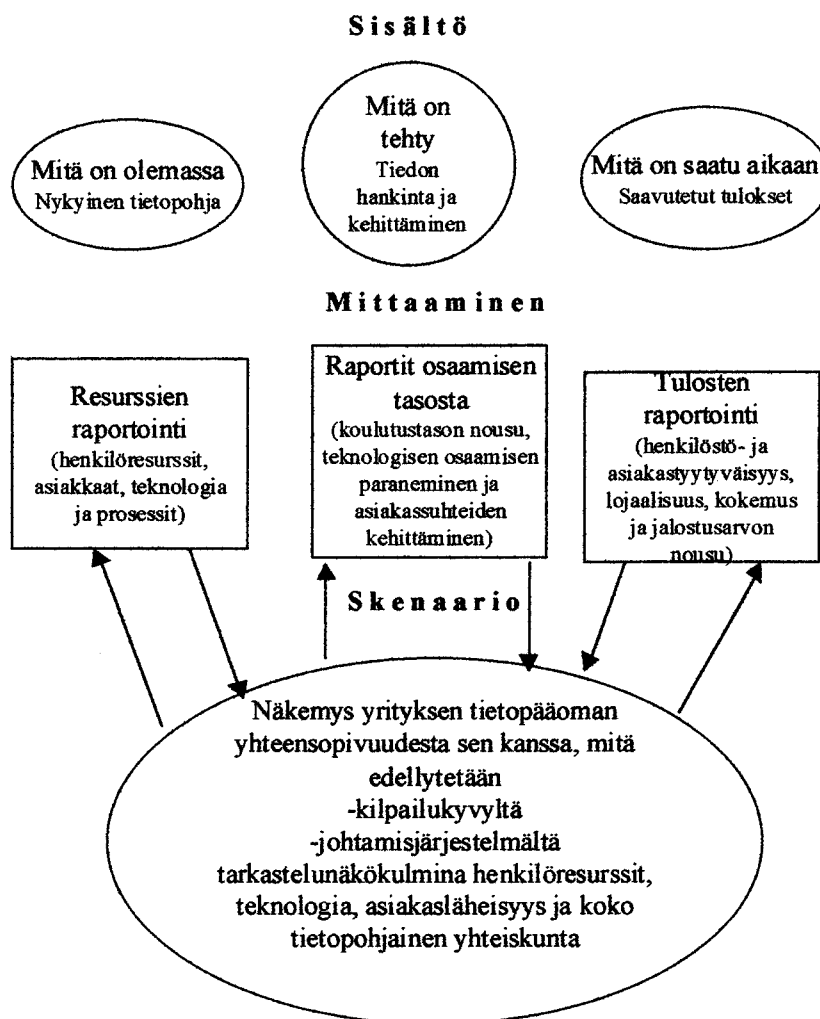 Sisältö
Mitä on olemassa
Nykyinen tietopohja
Mitä on
tehty
Tiedon
hankinta ja
kehittäminen
Mitä on saatu aikaan
Saavutetut tulokset
Mittaaminen
Resurssien
raportointi
(henkilöresurssit,
asiakkaat, teknologia
ja prosessit)
Raportit osaamisen
tasosta
(koulutustason nousu,
teknologisen osaamisen
paraneminen ja
asiakassuhteiden
kehittäminen)
Tulosten
raportointi
(henkilöstö- ja
asiakastyytyväisyys,
lojaalisuus, kokemus
ja jalostusarvon
nousu)
Skenaario
Näkemys yrityksen tietopääoman
yhteensopivuudesta sen kanssa, mitä
edellytetään
-kilpailukyvyltä
-johtamisjärjestelmältä
tarkastelunäkökulmina henkilöresurssit,
teknologia, asiakasläheisyys ja koko
tietopohjainen yhteiskunta